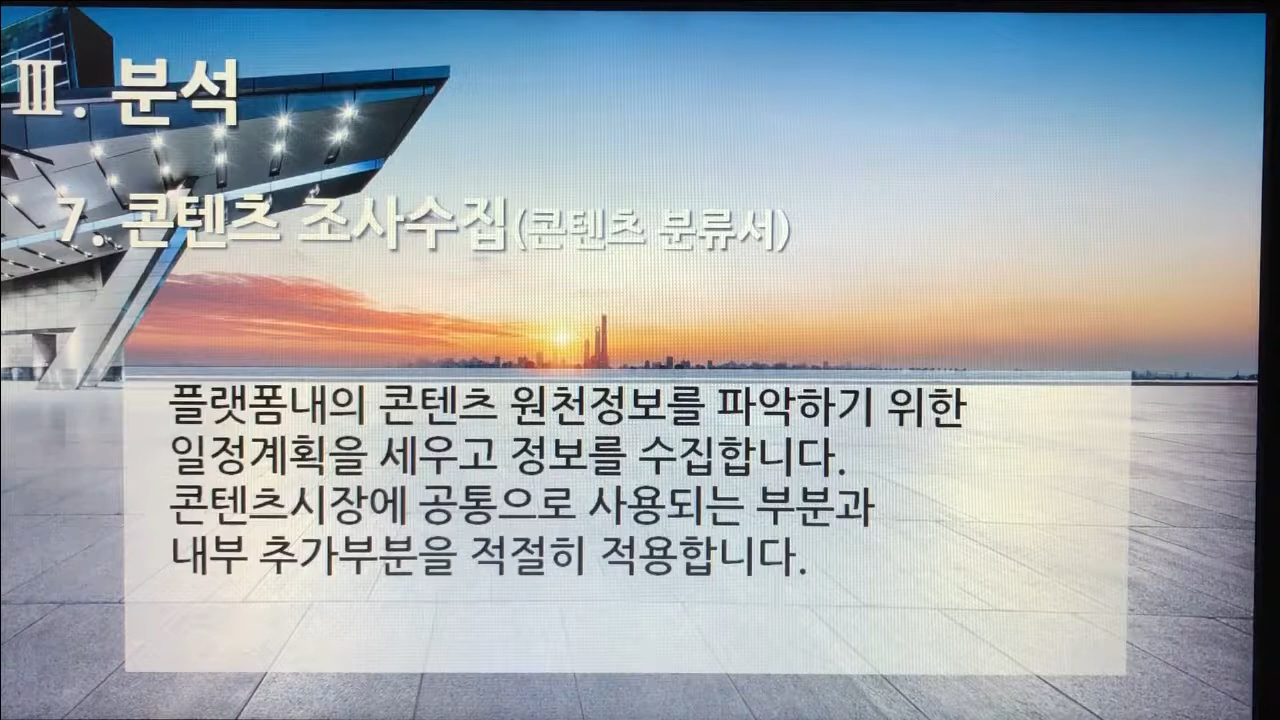 Ⅲ. 분석
7. 콘텐츠 조사수집(콘텐츠 분류서)
플랫폼내의 콘텐츠 원천정보를 파악하기 위한
일정계획을 세우고 정보를 수집합니다.
콘텐츠시장에 공통으로 사용되는 부분과
내부 추가부분을 적절히 적용합니다.